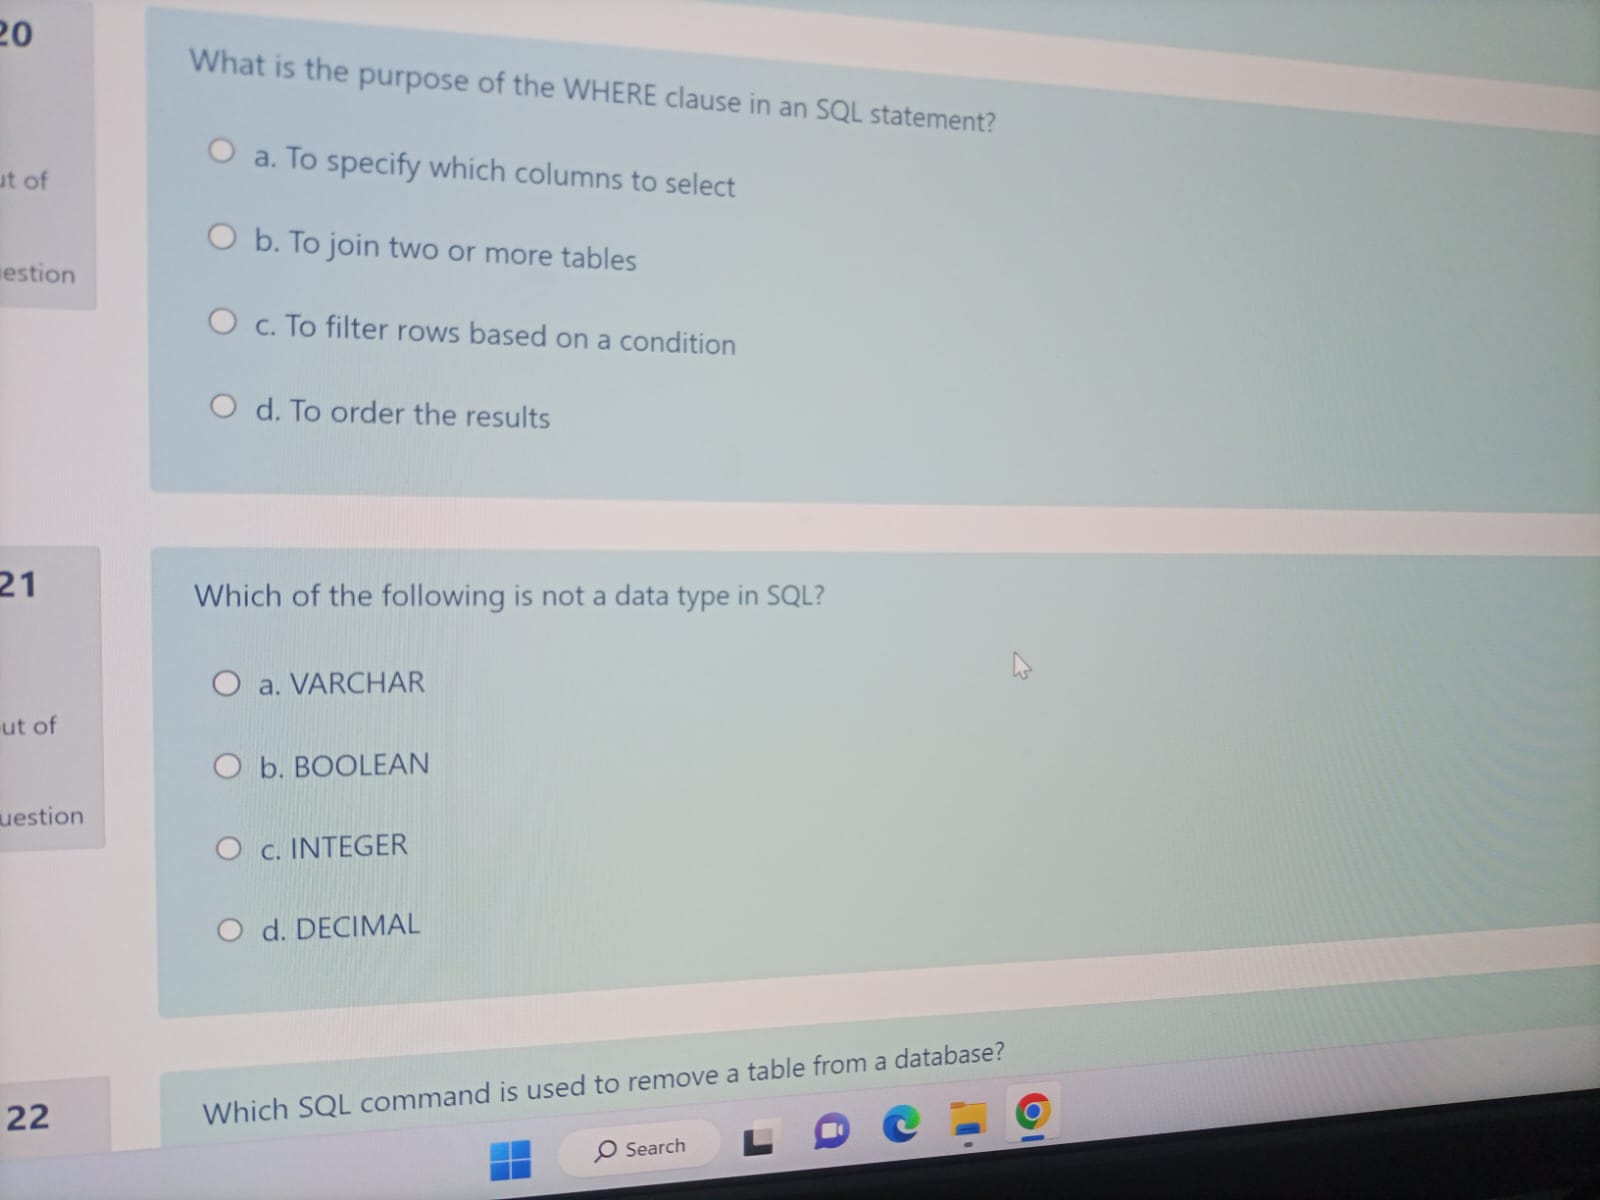 20
What is the purpose of the WHERE clause in an SQL statement?
a. To specify which columns to select
ut of
b. To join two or more tables
estion
c. To filter rows based on a condition
d. To order the results
21
Which of the following is not a data type in SQL?
a. VARCHAR
ut of
b. BOOLEAN
uestion
c. INTEGER
d. DECIMAL
22
Which SQL command is used to remove a table from a database?
Search